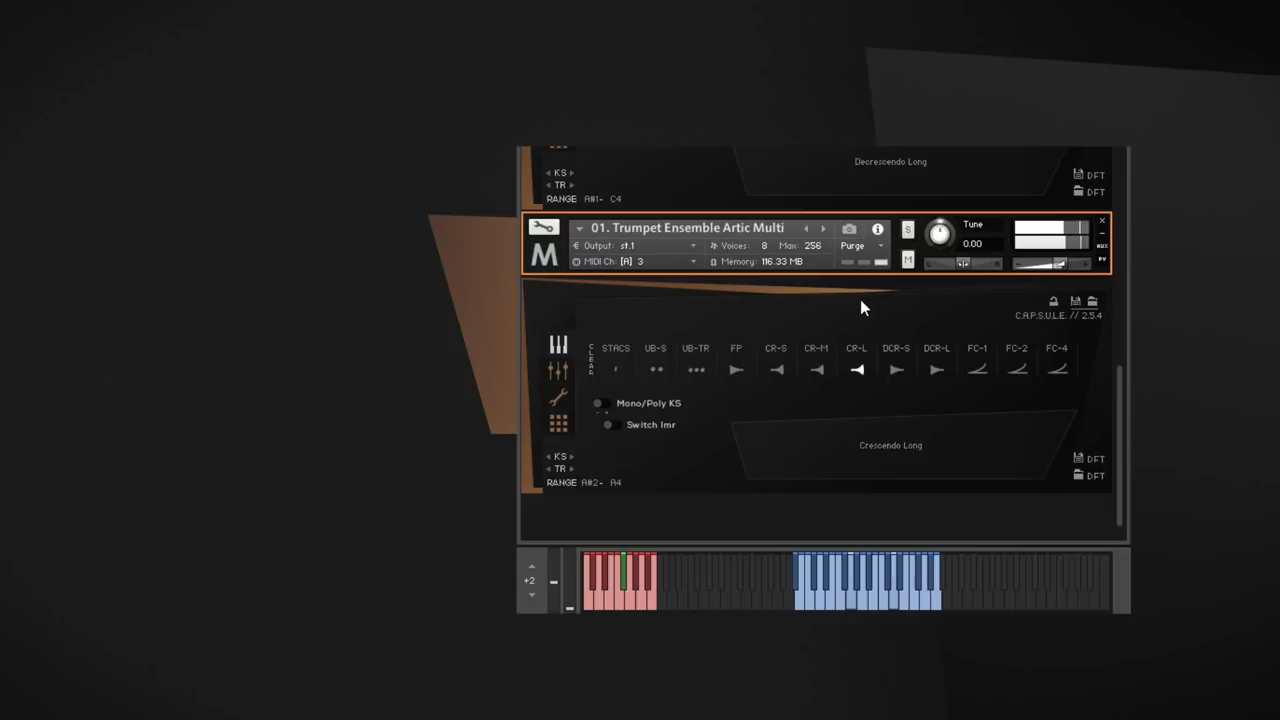 Decrescendo Long
KS
DFT
TR
DFT
RANGE A#1- C4
01. Trumpet Ensemble Artic Multi
S
Tune
Output: st.1
Voices: 8 Max: 256
Purge
0.00
AUX
MIDI Ch: [A] 3
Memory: 116.33 MB
M
L
R
PV
M
C.A.P.S.U.L.E. // 2.5.4
CLEAR
STACS UB-S UB-TR FP CR-S CR-M CR-L DCR-S DCR-L FC-1 FC-2 FC-4
Mono/Poly KS
Switch Imr
Crescendo Long
KS
DFT
TR
DFT
RANGE A#2- A4
+2